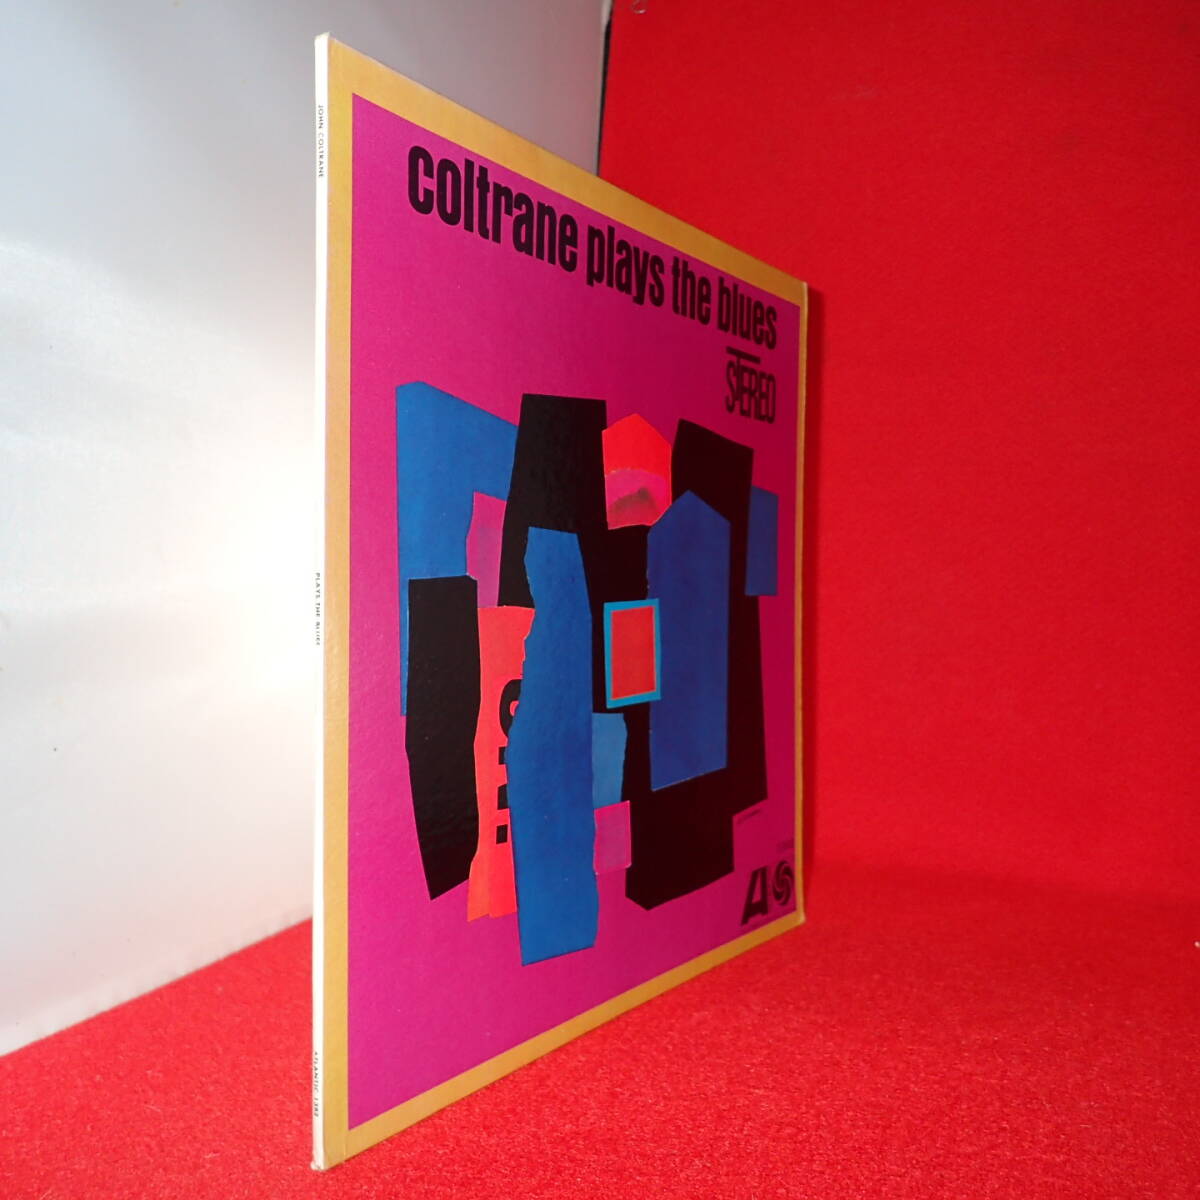 JOHN COLTRANE
PLAYS THE BLUES
ATLANTIC 1382
coltrane plays the blues
STEREO
A